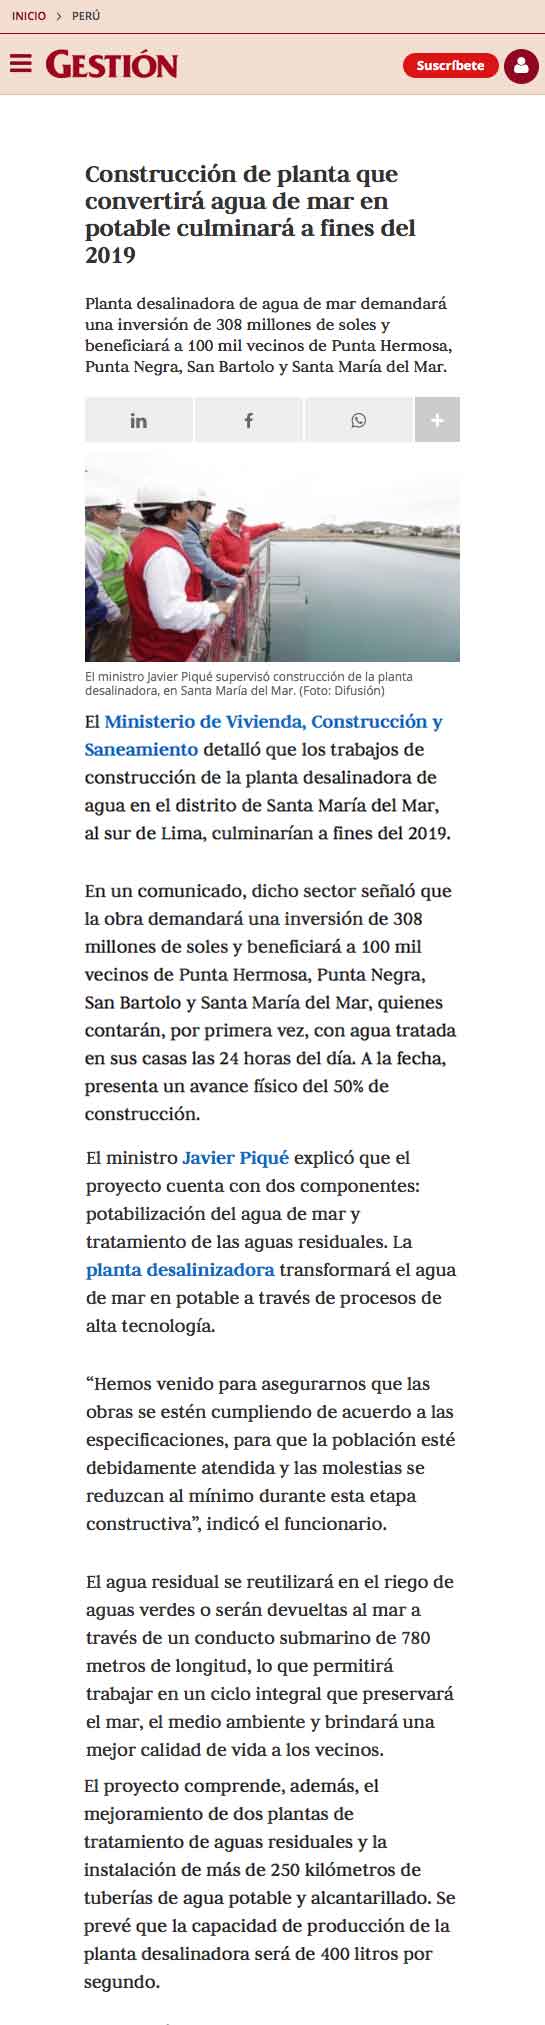 INICIO > PERÚ
GESTIÓN
Suscríbete
Construcción de planta que
convertirá agua de mar en
potable culminará a fines del
2019
Planta desalinadora de agua de mar demandará
una inversión de 308 millones de soles y
beneficiará a 100 mil vecinos de Punta Hermosa,
Punta Negra, San Bartolo y Santa María del Mar.
El ministro Javier Piqué supervisó construcción de la planta
desalinadora, en Santa María del Mar. (Foto: Difusión)
El Ministerio de Vivienda, Construcción y
Saneamiento detalló que los trabajos de
construcción de la planta desalinadora de
agua en el distrito de Santa María del Mar,
al sur de Lima, culminarían a fines del 2019.
En un comunicado, dicho sector señaló que
la obra demandará una inversión de 308
millones de soles y beneficiará a 100 mil
vecinos de Punta Hermosa, Punta Negra,
San Bartolo y Santa María del Mar, quienes
contarán, por primera vez, con agua tratada
en sus casas las 24 horas del día. A la fecha,
presenta un avance físico del 50% de
construcción.
El ministro Javier Piqué explicó que el
proyecto cuenta con dos componentes:
potabilización del agua de mar y
tratamiento de las aguas residuales. La
planta desalinizadora transformará el agua
de mar en potable a través de procesos de
alta tecnología.
“Hemos venido para asegurarnos que las
obras se estén cumpliendo de acuerdo a las
especificaciones, para que la población esté
debidamente atendida y las molestias se
reduzcan al mínimo durante esta etapa
constructiva”, indicó el funcionario.
El agua residual se reutilizará en el riego de
aguas verdes o serán devueltas al mar a
través de un conducto submarino de 780
metros de longitud, lo que permitirá
trabajar en un ciclo integral que preservará
el mar, el medio ambiente y brindará una
mejor calidad de vida a los vecinos.
El proyecto comprende, además, el
mejoramiento de dos plantas de
tratamiento de aguas residuales y la
instalación de más de 250 kilómetros de
tuberías de agua potable y alcantarillado. Se
prevé que la capacidad de producción de la
planta desalinadora será de 400 litros por
segundo.